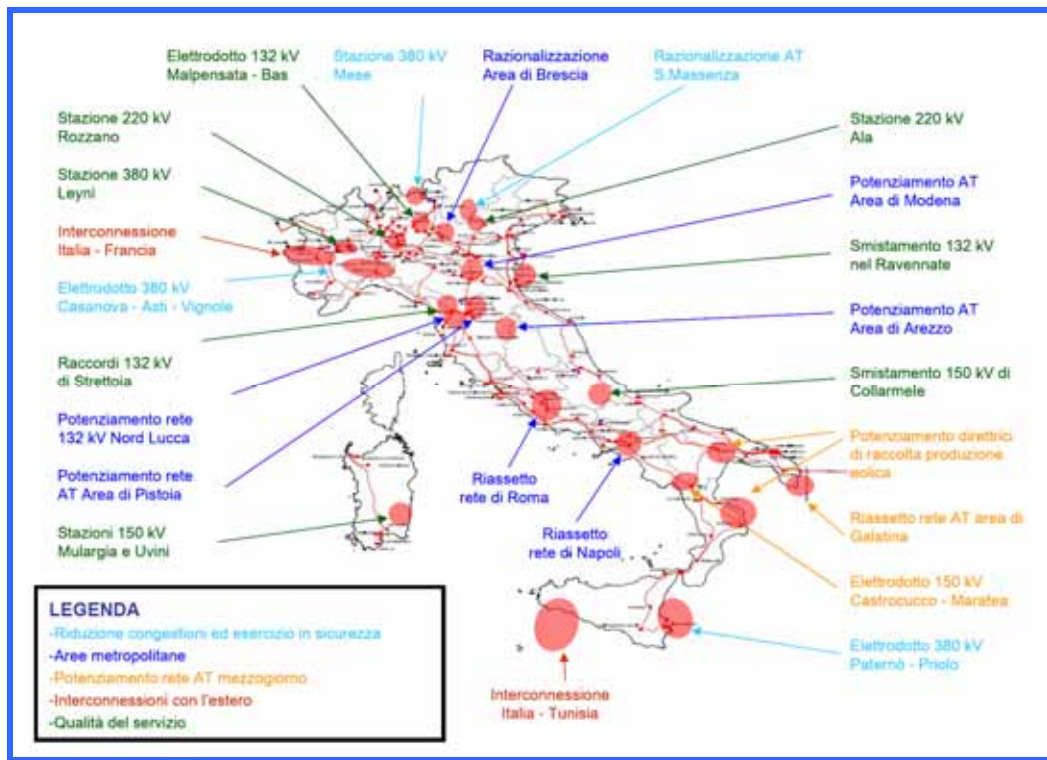 Elettrodotto 132 kV
Malpensata - Bas
Stazione 380 kV
Mese
Razionalizzazione
Area di Brescia
Razionalizzazione AT
S.Massenza
Stazione 220 kV
Rozzano
Stazione 380 kV
Leyni
Interconnessione
Italia - Francia
Elettrodotto 380 kV
Casanova - Asti - Vignole
Raccordi 132 kV
di Strettoia
Potenziamento rete
132 kV Nord Lucca
Potenziamento rete
AT Area di Pistoia
Stazioni 150 kV
Mulargia e Uvini
Stazione 220 kV
Ala
Potenziamento AT
Area di Modena
Smistamento 132 kV
nel Ravennate
Potenziamento AT
Area di Arezzo
Smistamento 150 kV di
Collarmele
Potenziamento direttrici
di raccolta produzione
eolica
Riassetto rete AT area di
Galatina
Elettrodotto 150 kV
Castrocucco - Maratea
Elettrodotto 380 kV
Paternò - Priolo
Riassetto
rete di Roma
Riassetto
rete di Napoli
Interconnessione
Italia - Tunisia
LEGENDA
-Riduzione congestioni ed esercizio in sicurezza
-Aree metropolitane
-Potenziamento rete AT mezzogiorno
-Interconnessioni con l'estero
-Qualità del servizio